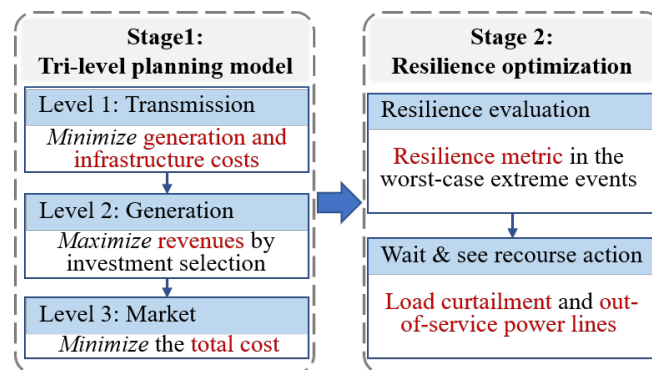 Stage1:
Tri-level planning model
Level 1: Transmission
Minimize generation and
infrastructure costs
Level 2: Generation
Maximize revenues by
investment selection
Level 3: Market
Minimize the total cost
Stage 2:
Resilience optimization
Resilience evaluation
Resilience metric in the
worst-case extreme events
Wait & see recourse action
Load curtailment and out-
of-service power lines